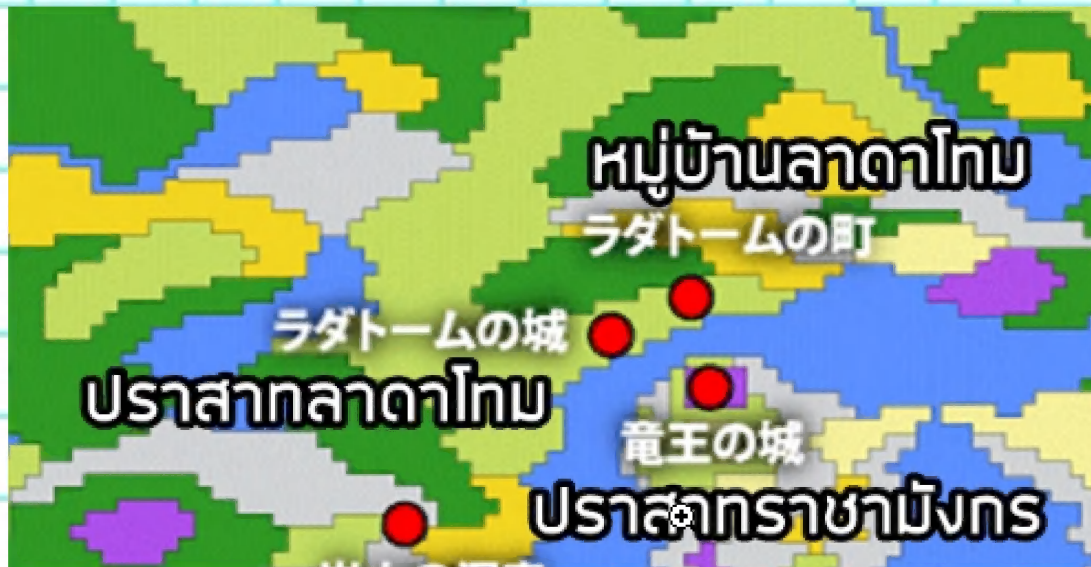 หมู่บ้านลาดาโทม
ラダトームの町
ラダトームの城
ปราสาทลาดาโทม
竜王の城
ปราสาทราชามังกร